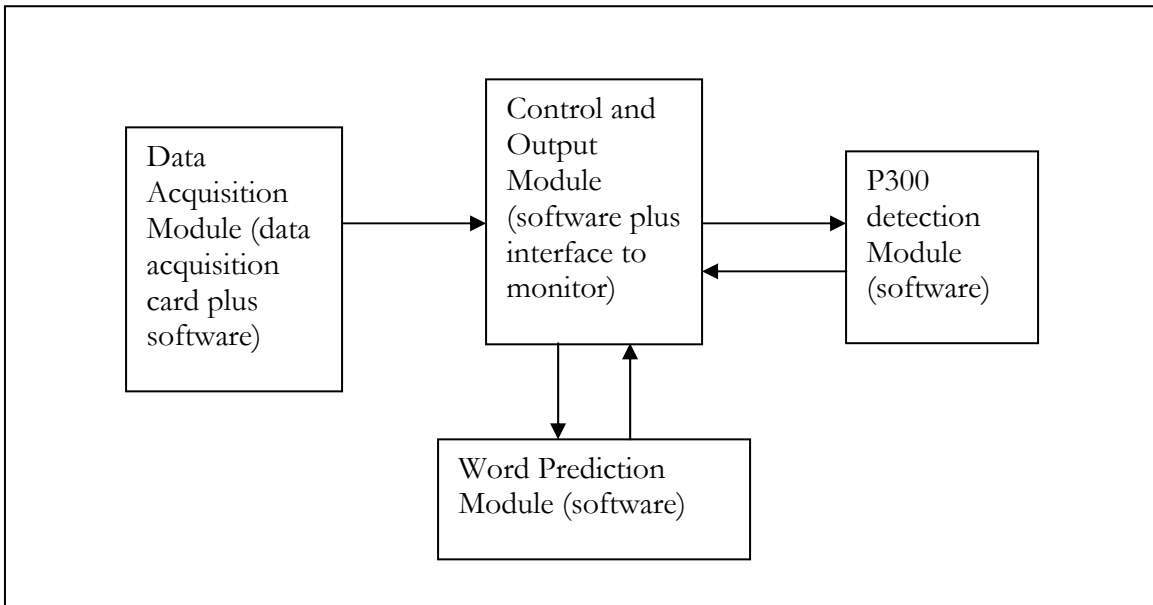 Data
Acquisition
Module (data
acquisition
card plus
software)
Control and
Output
Module
(software plus
interface to
monitor)
P300
detection
Module
(software)
Word Prediction
Module (software)